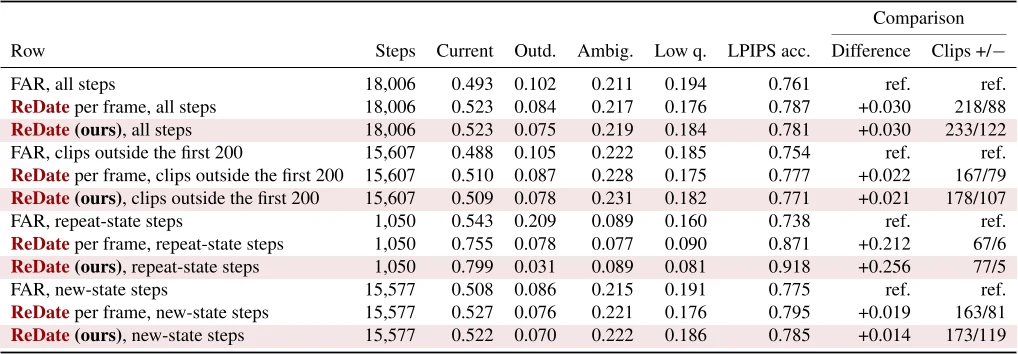 Comparison
Row Steps Current Outd. Ambig. Low q. LPIPS acc. Difference Clips +/−
FAR, all steps 18,006 0.493 0.102 0.211 0.194 0.761 ref. ref.
ReDate per frame, all steps 18,006 0.523 0.084 0.217 0.176 0.787 +0.030 218/88
ReDate (ours), all steps 18,006 0.523 0.075 0.219 0.184 0.781 +0.030 233/122
FAR, clips outside the first 200 15,607 0.488 0.105 0.222 0.185 0.754 ref. ref.
ReDate per frame, clips outside the first 200 15,607 0.510 0.087 0.228 0.175 0.777 +0.022 167/79
ReDate (ours), clips outside the first 200 15,607 0.509 0.078 0.231 0.182 0.771 +0.021 178/107
FAR, repeat-state steps 1,050 0.543 0.209 0.089 0.160 0.738 ref. ref.
ReDate per frame, repeat-state steps 1,050 0.755 0.078 0.077 0.090 0.871 +0.212 67/6
ReDate (ours), repeat-state steps 1,050 0.799 0.031 0.089 0.081 0.918 +0.256 77/5
FAR, new-state steps 15,577 0.508 0.086 0.215 0.191 0.775 ref. ref.
ReDate per frame, new-state steps 15,577 0.527 0.076 0.221 0.176 0.795 +0.019 163/81
ReDate (ours), new-state steps 15,577 0.522 0.070 0.222 0.186 0.785 +0.014 173/119